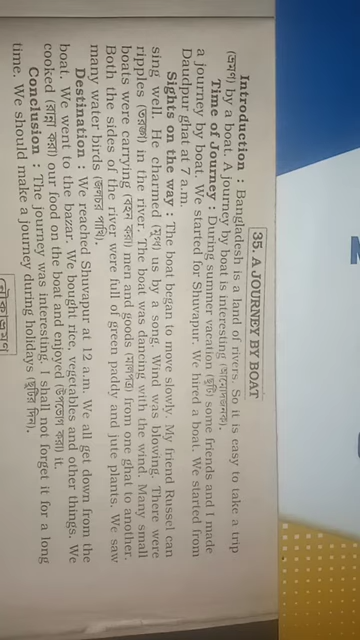 35. A JOURNEY BY BOAT
Introduction : Bangladesh is a land of rivers. So it is easy to take a trip
(ভ্রমণ) by a boat. A journey by boat is interesting (আনোন্দজনক).
Time of Journey : During summer vacation (ছুটি) some friends and I made
a journey by boat. We started for Shuvapur. We hired a boat. We started from
Daudpur ghat at 7 a.m.
Sights on the way : The boat began to move slowly. My friend Russel can
sing well. He charmed (মুগ্ধ) us by a song. Wind was blowing. There were
ripples (তরঙ্গ) in the river. The boat was dancing with the wind. Many small
boats were carrying (বহন করা) men and goods (মালপত্র) from one ghat to another.
Both the sides of the river were full of green paddy and jute plants. We saw
many water birds (জলচর পাখি).
Destination : We reached Shuvapur at 12 a.m. We all get down from the
boat. We went to the bazar. We bought rice, vegetables and other things. We
cooked (রান্না করা) our food on the boat and enjoyed (উপভোগ করা) it.
Conclusion : The journey was interesting. I shall not forget it for a long
time. We should make a journey during holidays (ছুটির দিন).
নৌকাভ্রমণ